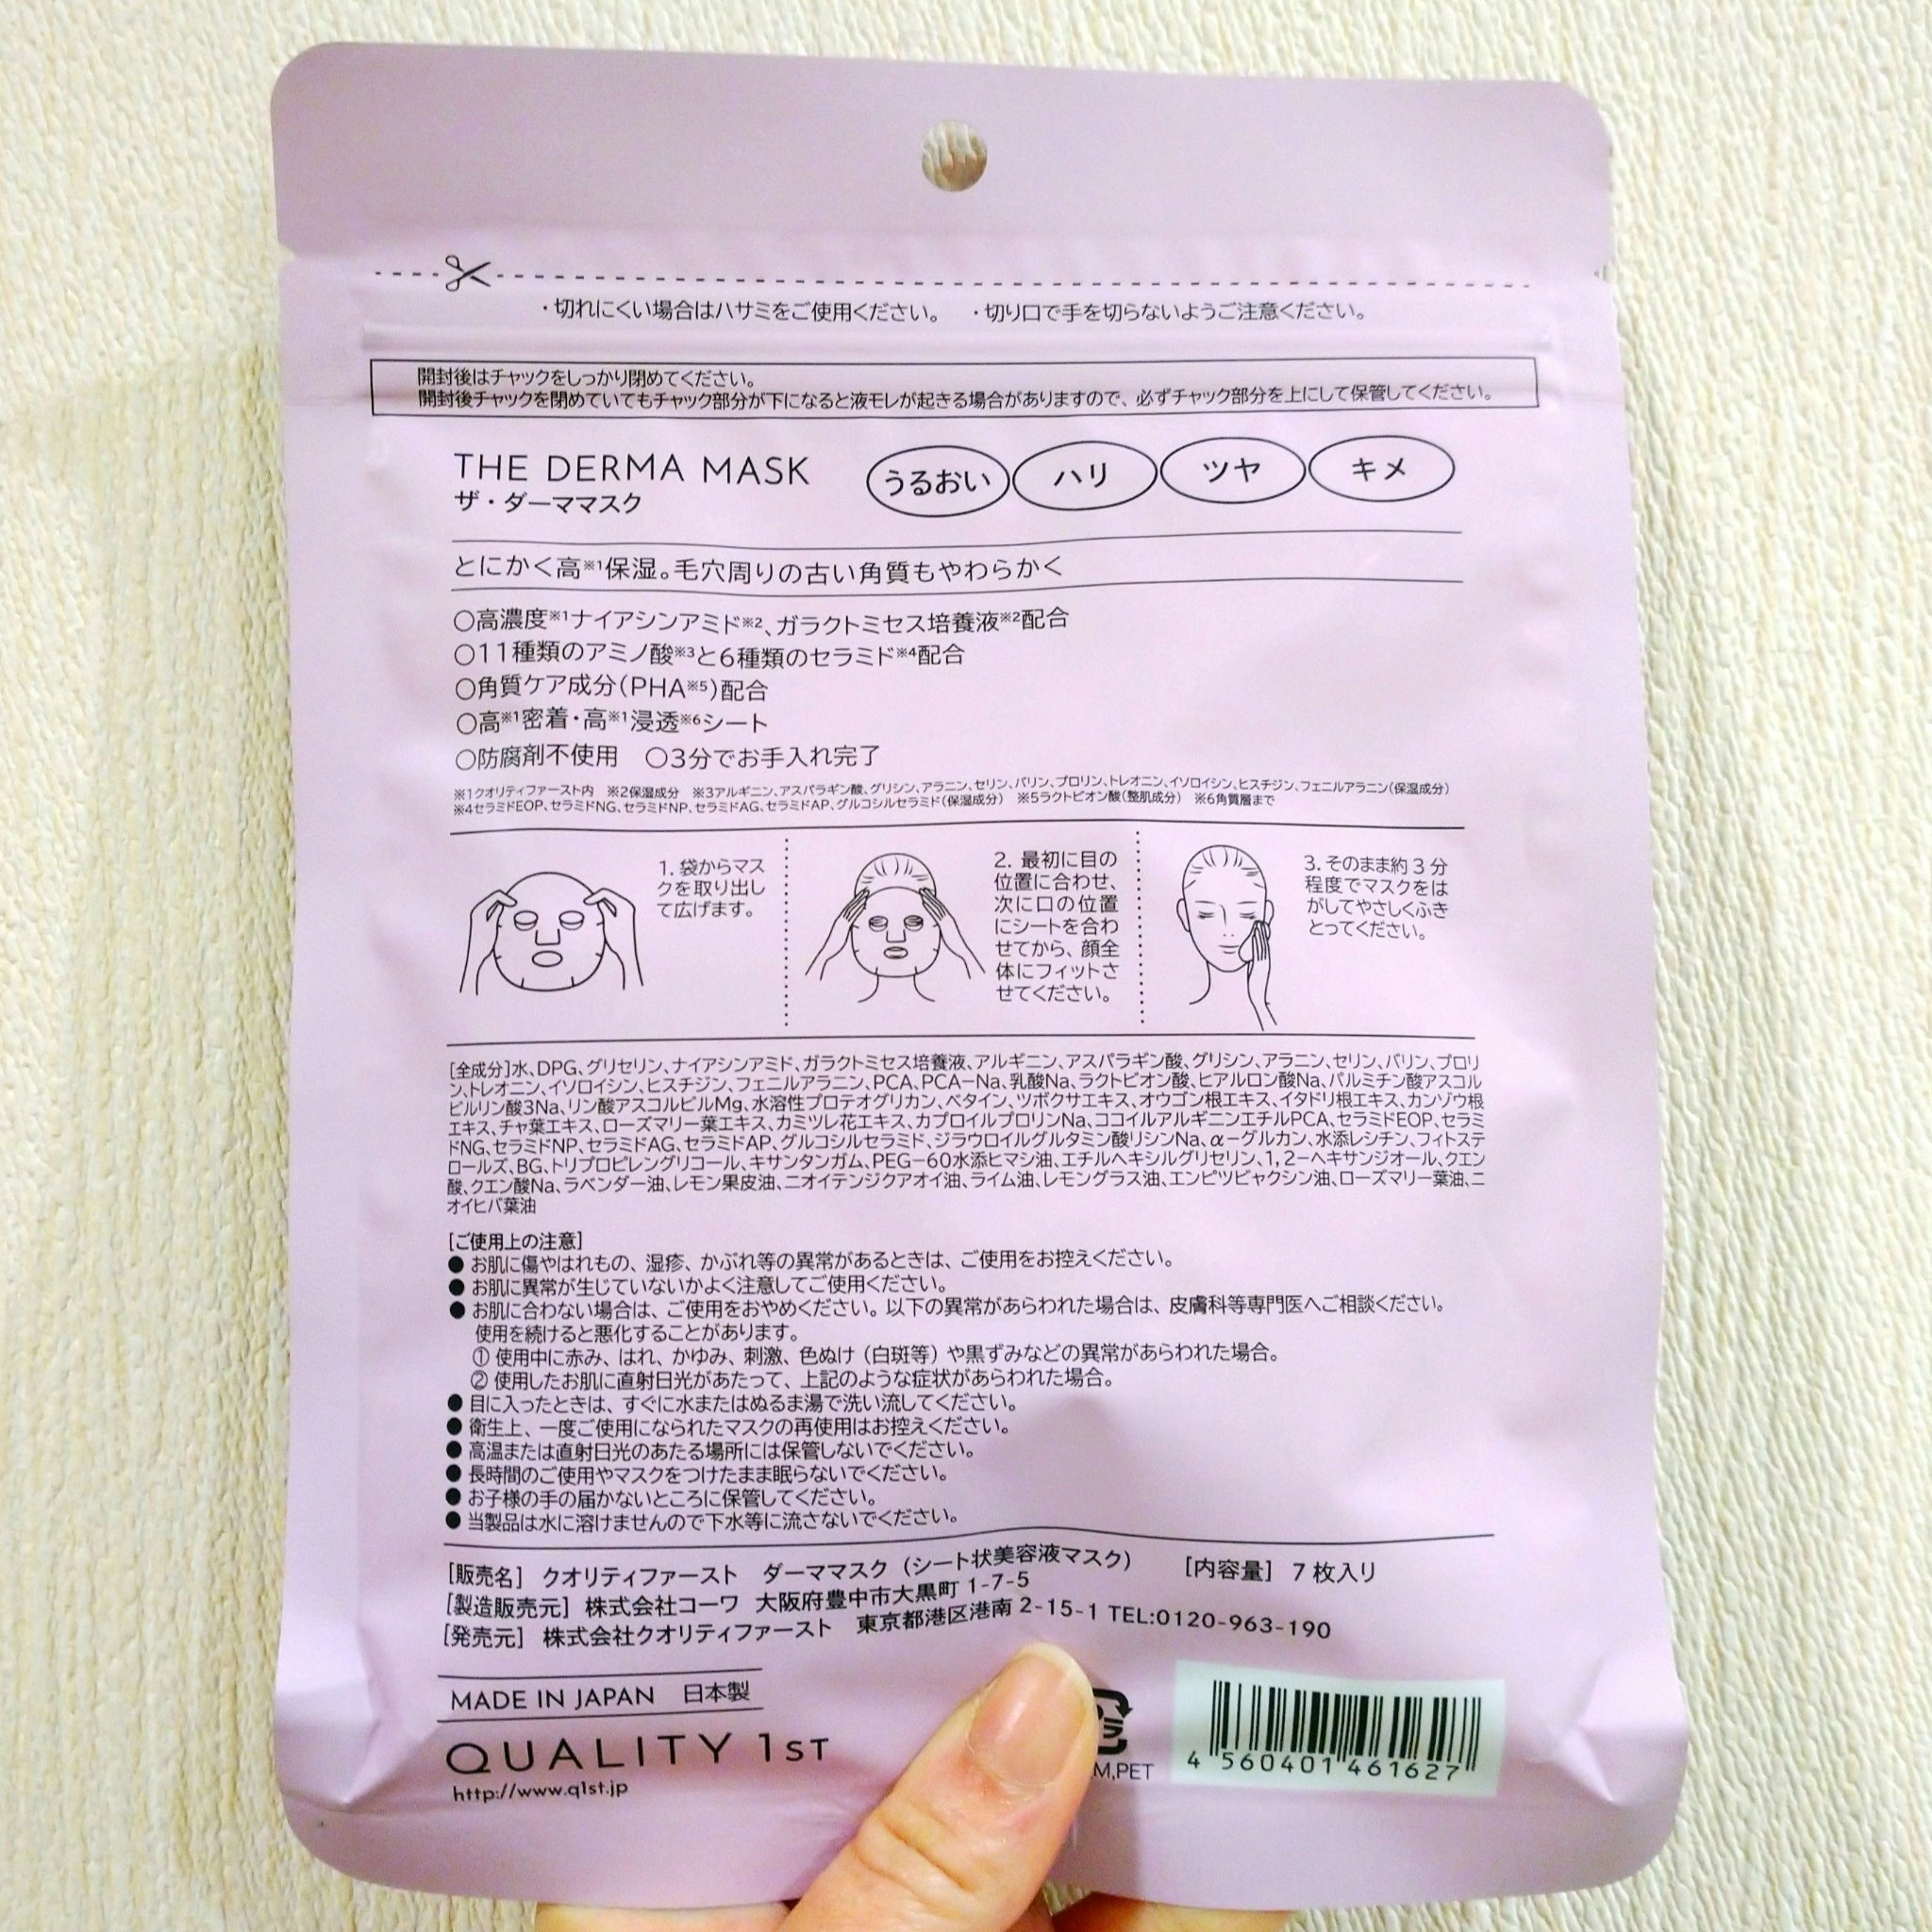 ・切れにくい場合はハサミをご使用ください。 ・切り口で手を切らないようご注意ください。
開封後はチャックをしっかり閉めてください。
開封後チャックを閉めていてもチャック部分が下になると液モレが起きる場合がありますので、必ずチャック部分を上にして保管してください。
THE DERMA MASK
ザ・ダーママスク
うるおい ハリ ツヤ キメ
とにかく高※1保湿。毛穴周りの古い角質もやわらかく
○高濃度※1ナイアシンアミド※2、ガラクトミセス培養液※2配合
○11種類のアミノ酸※3と6種類のセラミド※4配合
○角質ケア成分(PHA※5)配合
○高※1密着・高※1浸透※6シート
○防腐剤不使用 ○3分でお手入れ完了
※1クオリティファースト内 ※2保湿成分 ※3アルギニン、アスパラギン酸、グリシン、アラニン、セリン、バリン、プロリン、トレオニン、イソロイシン、ヒスチジン、フェニルアラニン(保湿成分)
※4セラミドEOP、セラミドNG、セラミドNP、セラミドAG、セラミドAP、グルコシルセラミド(保湿成分) ※5ラクトビオン酸(整肌成分) ※6角質層まで
1. 袋からマス
クを取り出し
て広げます。
2. 最初に目の
位置に合わせ、
次に口の位置
にシートを合わ
せてから、顔全
体にフィットさ
せてください。
3. そのまま約3分
程度でマスクをは
がしてやさしくふき
とってください。
[全成分]水、DPG、グリセリン、ナイアシンアミド、ガラクトミセス培養液、アルギニン、アスパラギン酸、グリシン、アラニン、セリン、バリン、プロリ
ン、トレオニン、イソロイシン、ヒスチジン、フェニルアラニン、PCA、PCA-Na、乳酸Na、ラクトビオン酸、ヒアルロン酸Na、パルミチン酸アスコル
ビルリン酸3Na、リン酸アスコルビルMg、水溶性プロテオグリカン、ベタイン、ツボクサエキス、オウゴン根エキス、イタドリ根エキス、カンゾウ根
エキス、チャ葉エキス、ローズマリー葉エキス、カミツレ花エキス、カプロイルプロリンNa、ココイルアルギニンエチルPCA、セラミドEOP、セラミ
ドNG、セラミドNP、セラミドAG、セラミドAP、グルコシルセラミド、ジラウロイルグルタミン酸リシンNa、α-グルカン、水添レシチン、フィトステ
ロールズ、BG、トリプロピレングリコール、キサンタンガム、PEG-60水添ヒマシ油、エチルヘキシルグリセリン、1,2-ヘキサンジオール、クエン
酸、クエン酸Na、ラベンダー油、レモン果皮油、ニオイテンジクアオイ油、ライム油、レモングラス油、エンピツビャクシン油、ローズマリー葉油、ニ
オイヒバ葉油
[ご使用上の注意]
● お肌に傷やはれもの、湿疹、かぶれ等の異常があるときは、ご使用をお控えください。
● お肌に異常が生じていないかよく注意してご使用ください。
● お肌に合わない場合は、ご使用をおやめください。以下の異常があらわれた場合は、皮膚科等専門医へご相談ください。
使用を続けると悪化することがあります。
① 使用中に赤み、はれ、かゆみ、刺激、色ぬけ(白斑等)や黒ずみなどの異常があらわれた場合。
② 使用したお肌に直射日光があたって、上記のような症状があらわれた場合。
● 目に入ったときは、すぐに水またはぬるま湯で洗い流してください。
● 衛生上、一度ご使用になられたマスクの再使用はお控えください。
● 高温または直射日光のあたる場所には保管しないでください。
● 長時間のご使用やマスクをつけたまま眠らないでください。
● お子様の手の届かないところに保管してください。
● 当製品は水に溶けませんので下水等に流さないでください。
[販売名] クオリティファースト ダーママスク(シート状美容液マスク) [内容量] 7枚入り
[製造販売元] 株式会社コーワ 大阪府豊中市大黒町 1-7-5
[発売元] 株式会社クオリティファースト 東京都港区港南 2-15-1 TEL:0120-963-190
MADE IN JAPAN 日本製
QUALITY 1ST
http://www.q1st.jp
M,PET
4 560401 461627